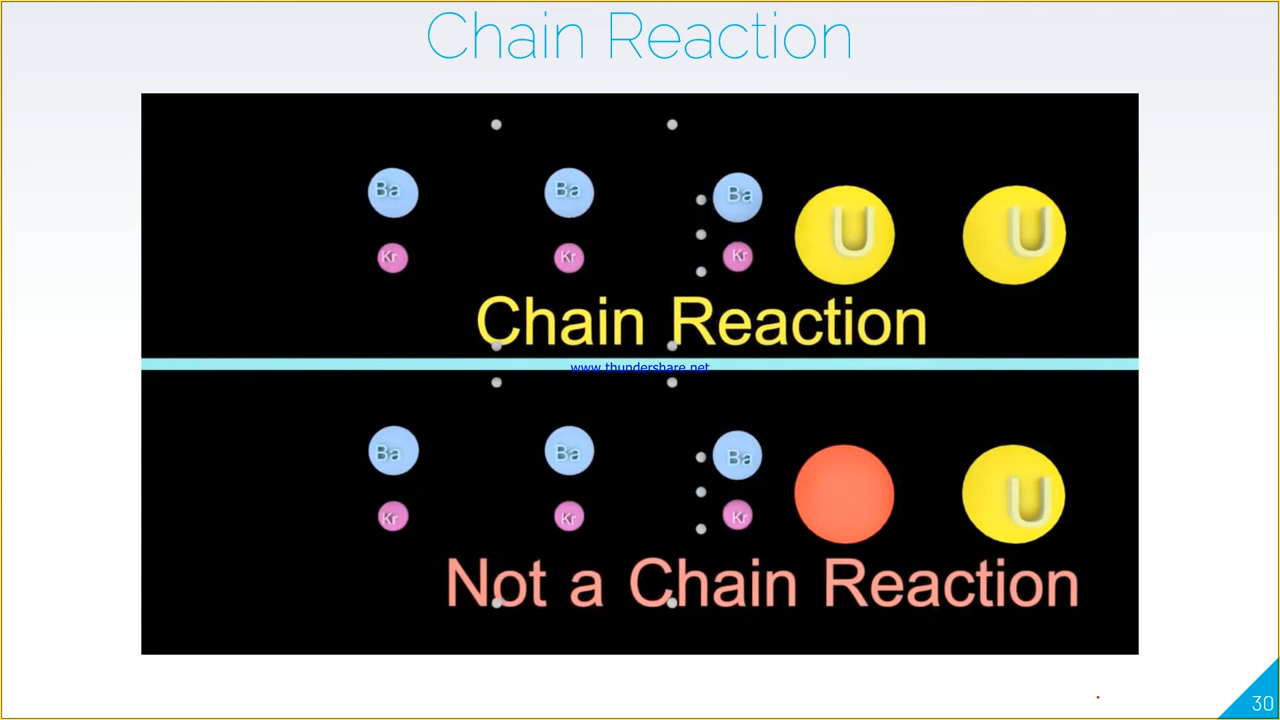 Chain Reaction
Ba Ba Ba U U
Kr Kr Kr
Chain Reaction
www.thundershare.net
Ba Ba Ba U
Kr Kr Kr
Not a Chain Reaction
30